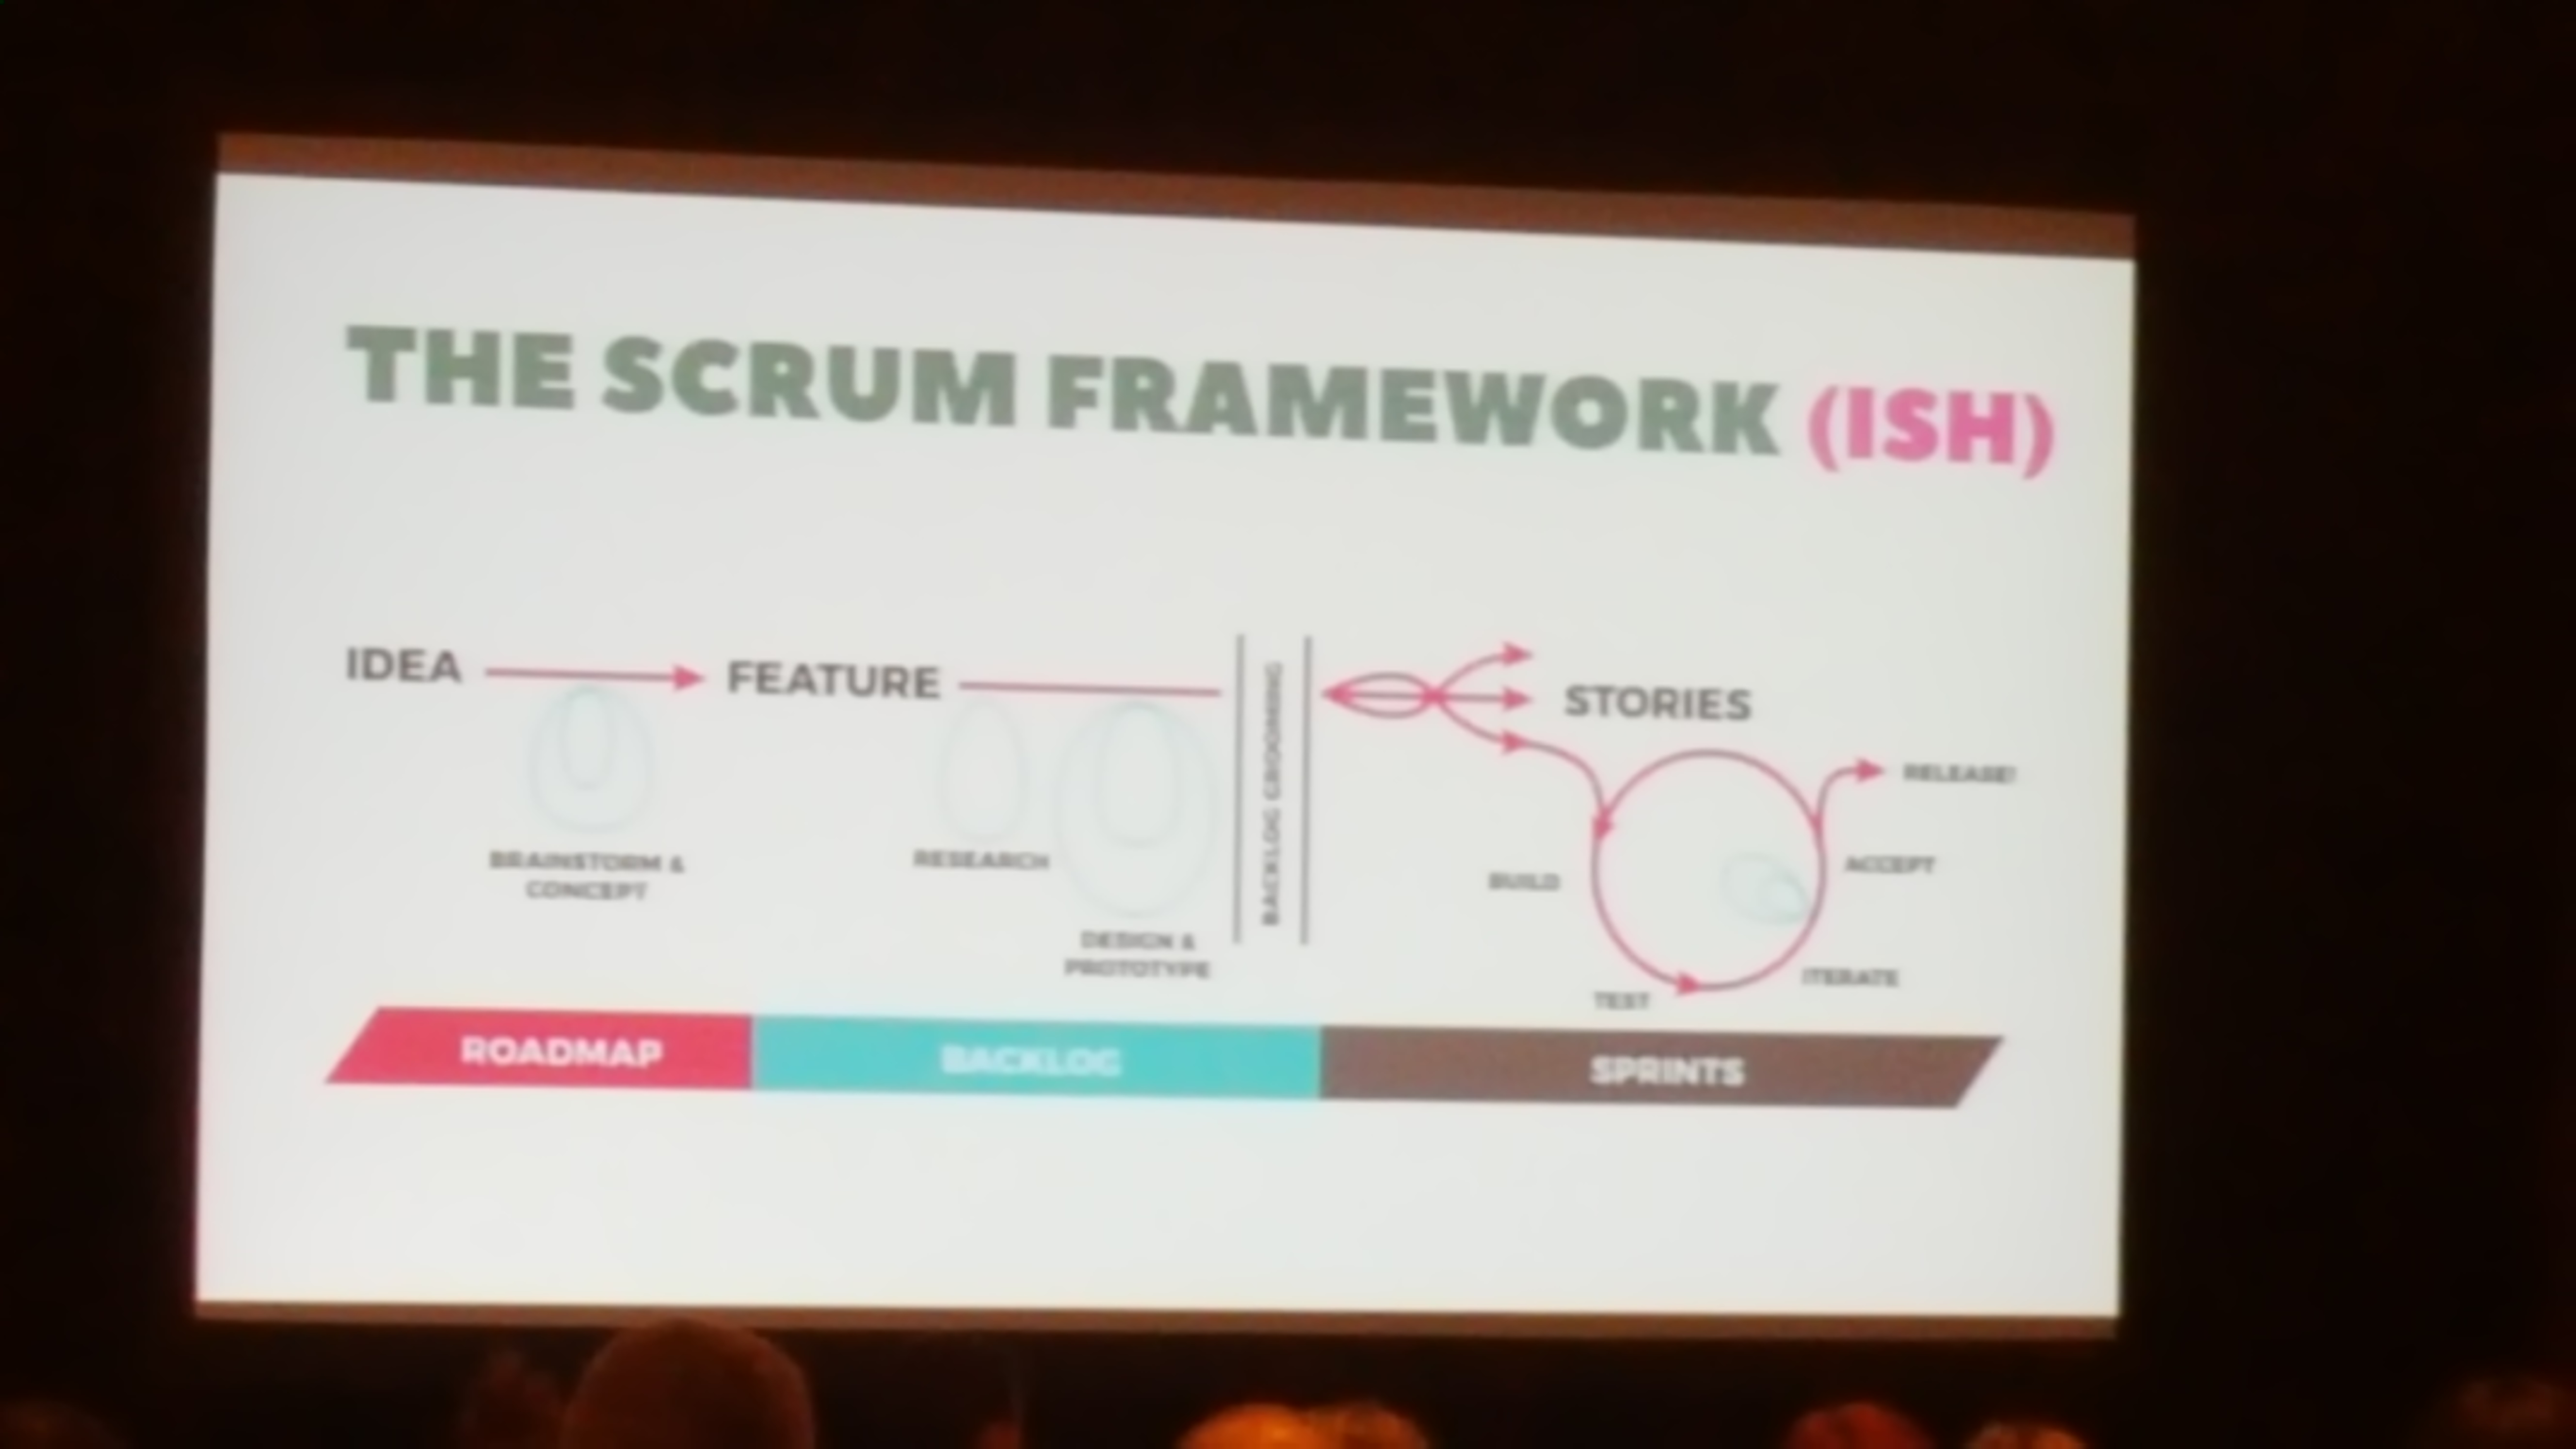 THE SCRUM FRAMEWORK (ISH)
IDEA
FEATURE
BACKLOG GROOMING
STORIES
RELEASE!
BRAINSTORM &
CONCEPT
RESEARCH
DESIGN &
PROTOTYPE
BUILD
ACCEPT
TEST
ITERATE
ROADMAP
BACKLOG
SPRINTS